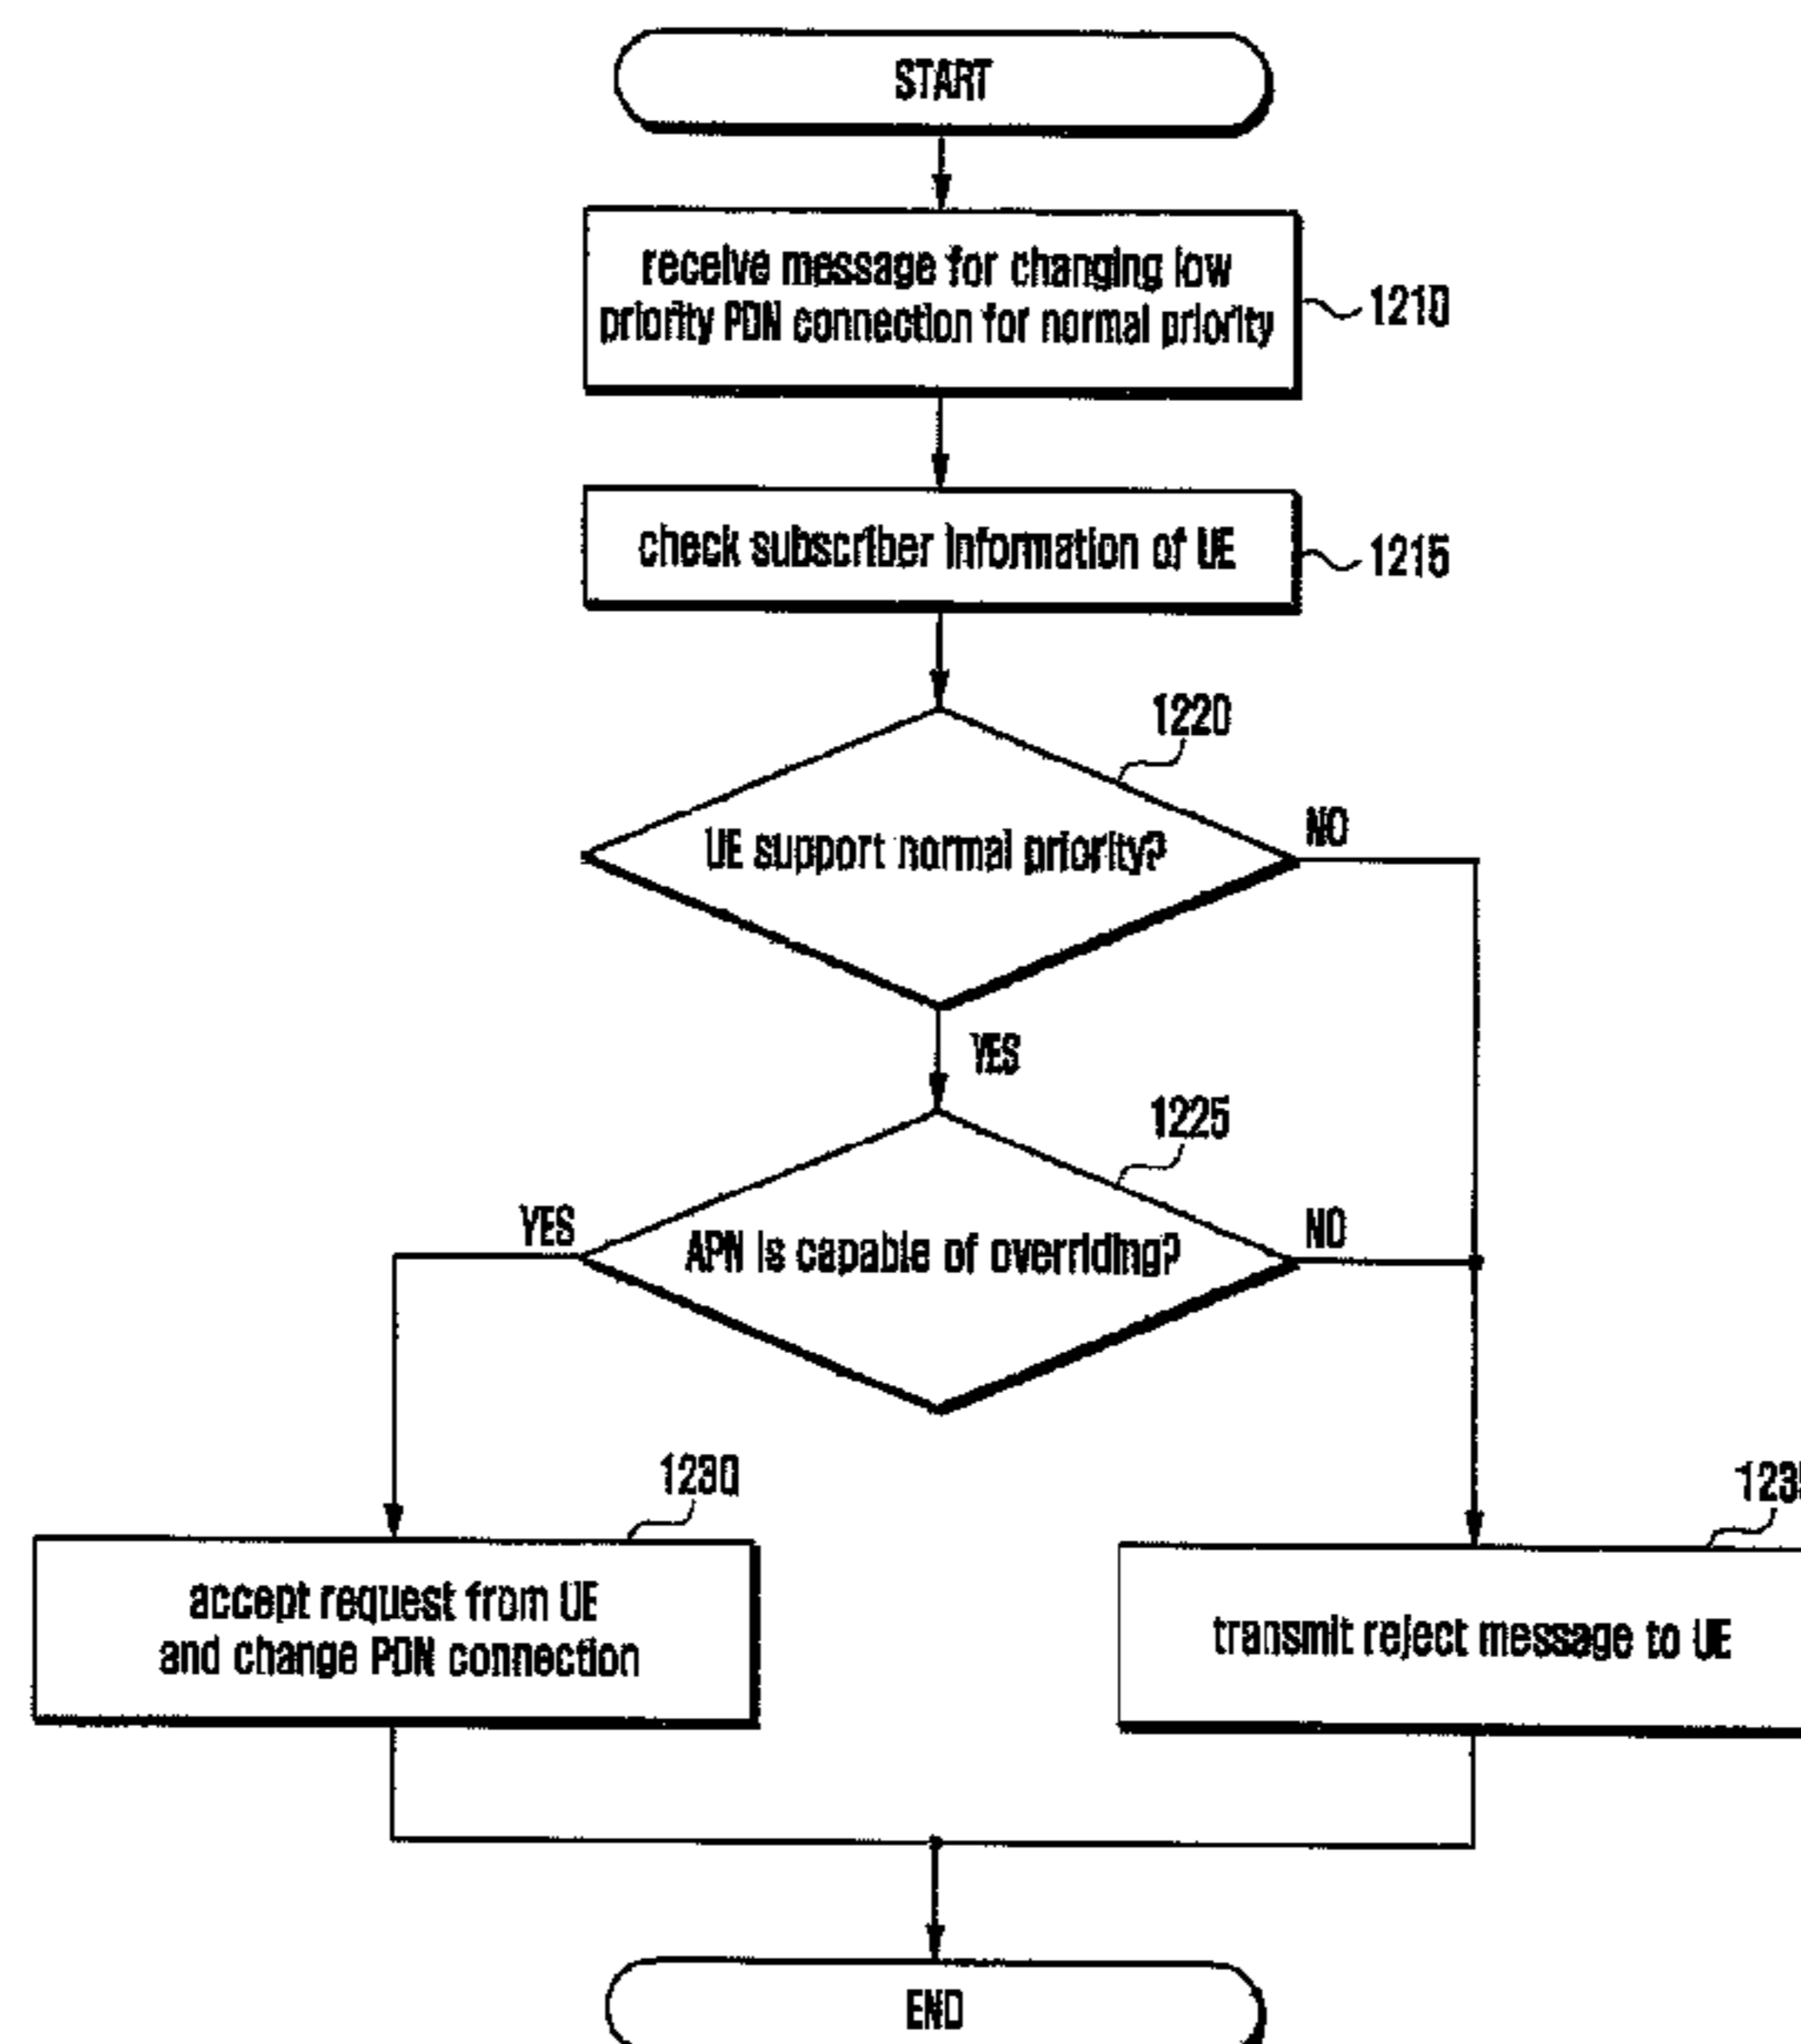 START
receive message for changing low
priority PDN connection for normal priority
1210
check subscriber information of UE
1215
1220
UE support normal priority?
NO
YES
1225
YES
APN is capable of overriding?
NO
1230
accept request from UE
and change PDN connection
transmit reject message to UE
END